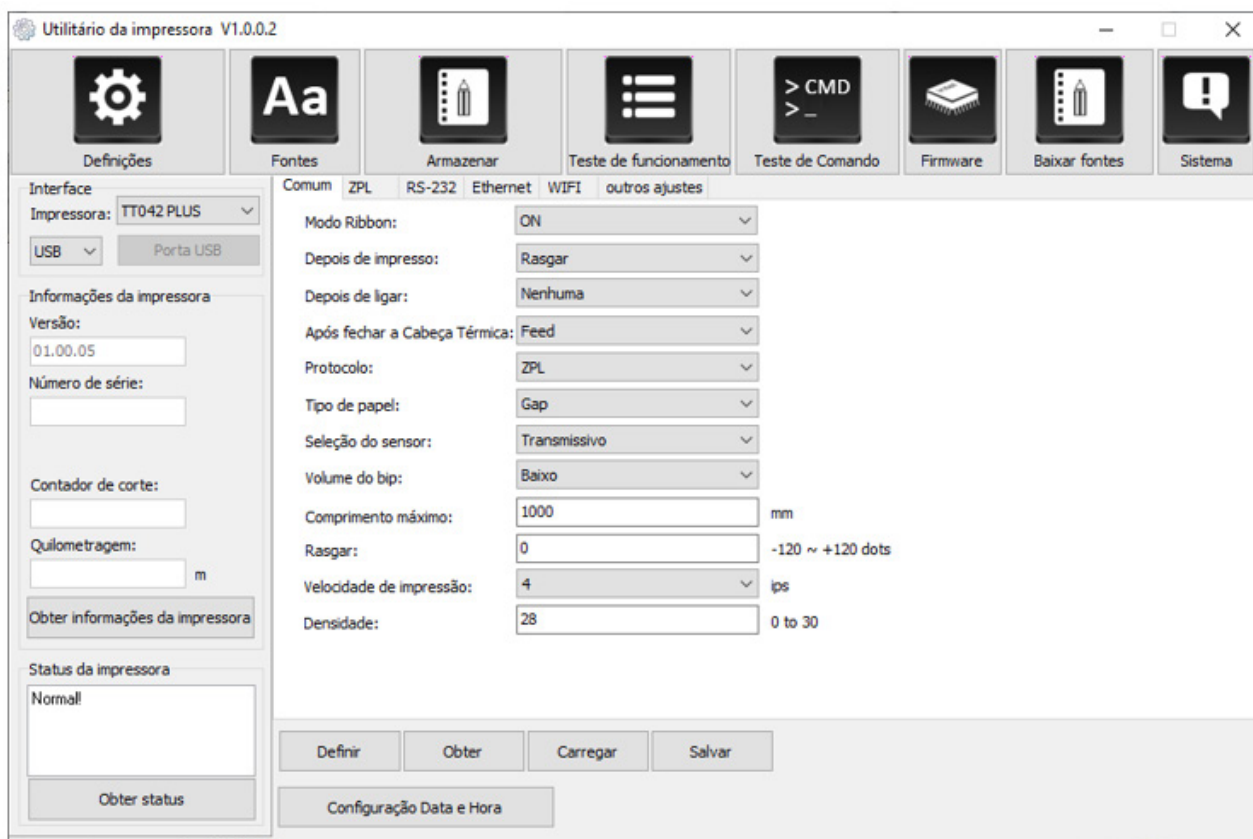 Utilitário da impressora V1.0.0.2
Aa
> CMD
>_
Definições
Fontes
Armazenar
Teste de funcionamento
Teste de Comando
Firmware
Baixar fontes
Sistema
Interface
Impressora: TT042 PLUS
USB
Porta USB
Informações da impressora
Versão:
01.00.05
Número de série:
Contador de corte:
Quilometragem:
m
Obter informações da impressora
Status da impressora
Normal!
Obter status
Comum ZPL RS-232 Ethernet WIFI outros ajustes
Modo Ribbon: ON
Depois de impresso: Rasgar
Depois de ligar: Nenhuma
Após fechar a Cabeça Térmica: Feed
Protocolo: ZPL
Tipo de papel: Gap
Seleção do sensor: Transmissivo
Volume do bip: Baixo
Comprimento máximo: 1000 mm
Rasgar: 0 -120 ~ +120 dots
Velocidade de impressão: 4 ips
Densidade: 28 0 to 30
Definir
Obter
Carregar
Salvar
Configuração Data e Hora